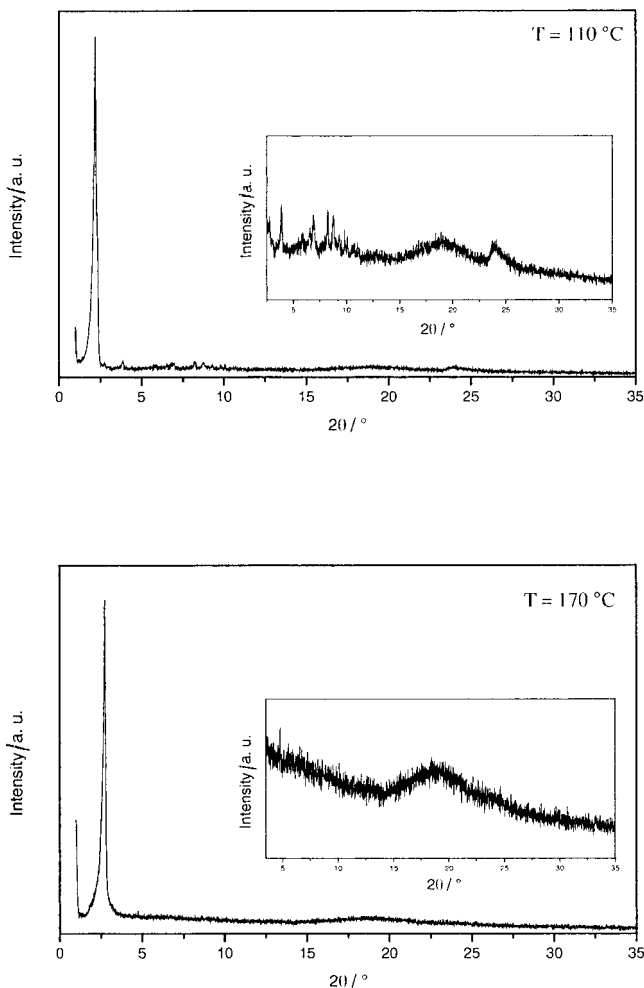 T = 110 °C
Intensity/a. u.
Intensity/a. u.
5 10 15 20 25 30 35
2θ / °
0 5 10 15 20 25 30 35
2θ / °
T = 170 °C
Intensity/a. u.
Intensity/a. u.
5 10 15 20 25 30 35
2θ / °
0 5 10 15 20 25 30 35
2θ / °